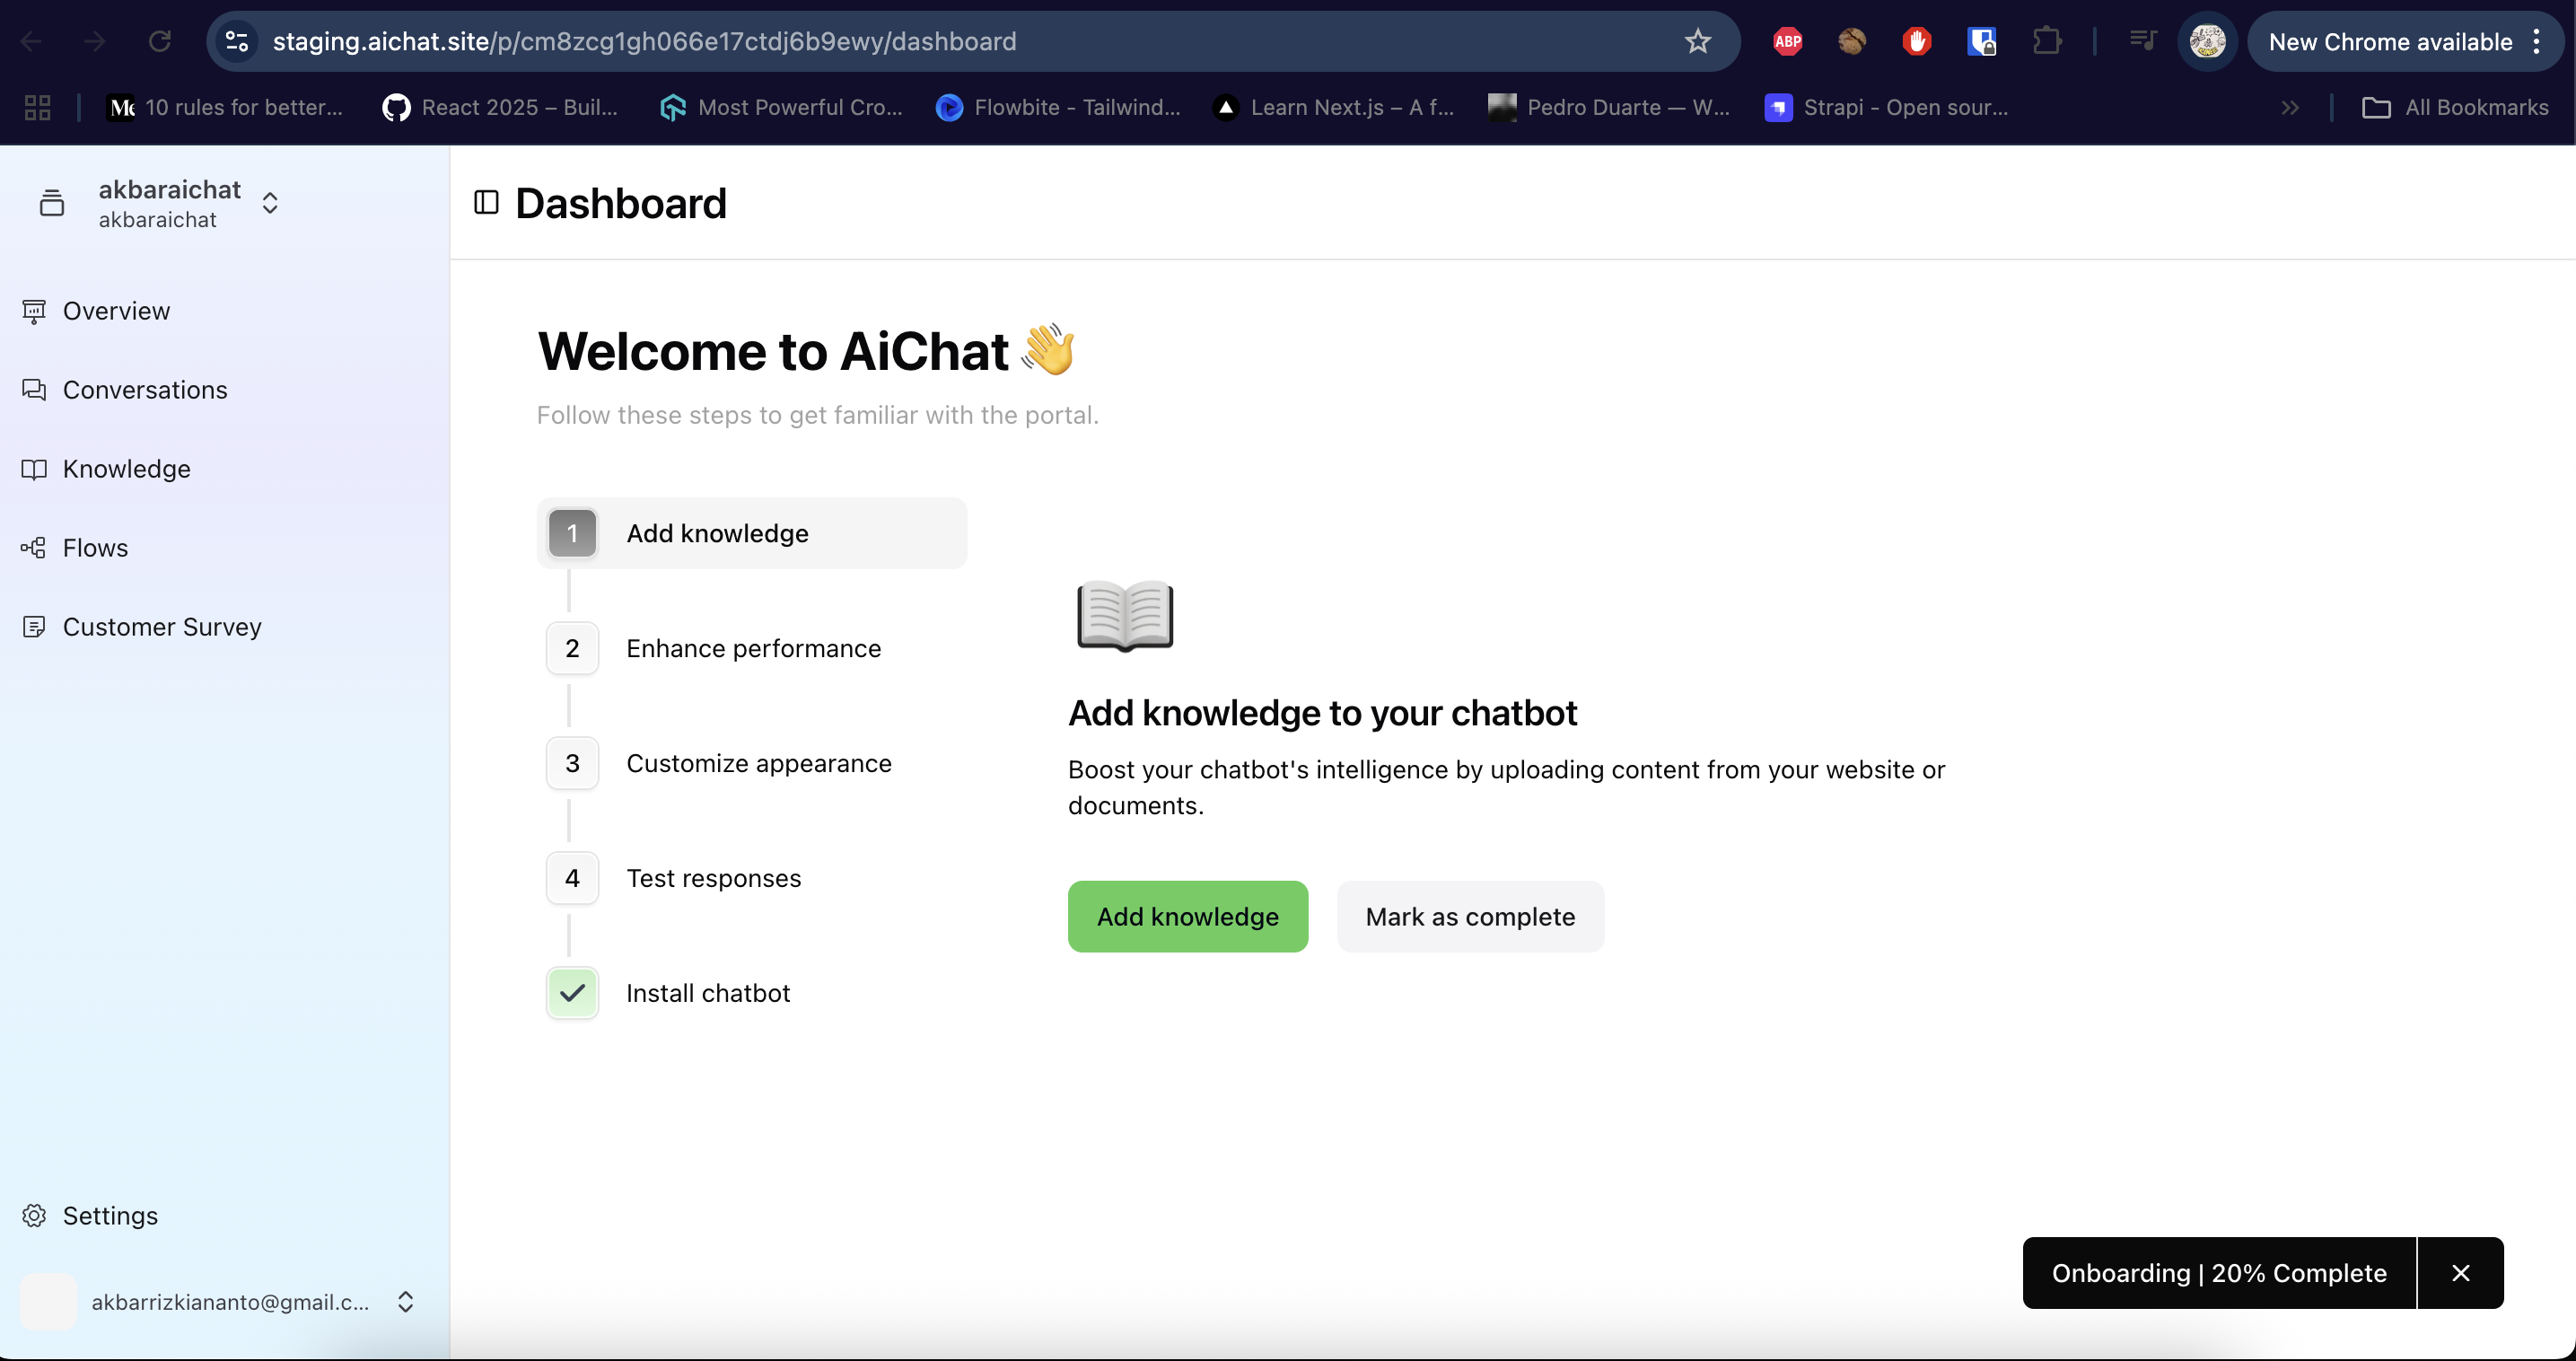 staging.aichat.site/p/cm8zcg1gh066e17ctdj6b9ewy/dashboard
ABP
New Chrome available
10 rules for better...
React 2025 – Buil...
Most Powerful Cro...
Flowbite - Tailwind...
Learn Next.js – A f...
Pedro Duarte — W...
Strapi - Open sour...
All Bookmarks
akbaraichat
akbaraichat
Overview
Conversations
Knowledge
Flows
Customer Survey
Settings
akbarrizkiananto@gmail.c...
Dashboard
Welcome to AiChat 👋
Follow these steps to get familiar with the portal.
1 Add knowledge
2 Enhance performance
3 Customize appearance
4 Test responses
Install chatbot
Add knowledge to your chatbot
Boost your chatbot's intelligence by uploading content from your website or
documents.
Add knowledge
Mark as complete
Onboarding | 20% Complete